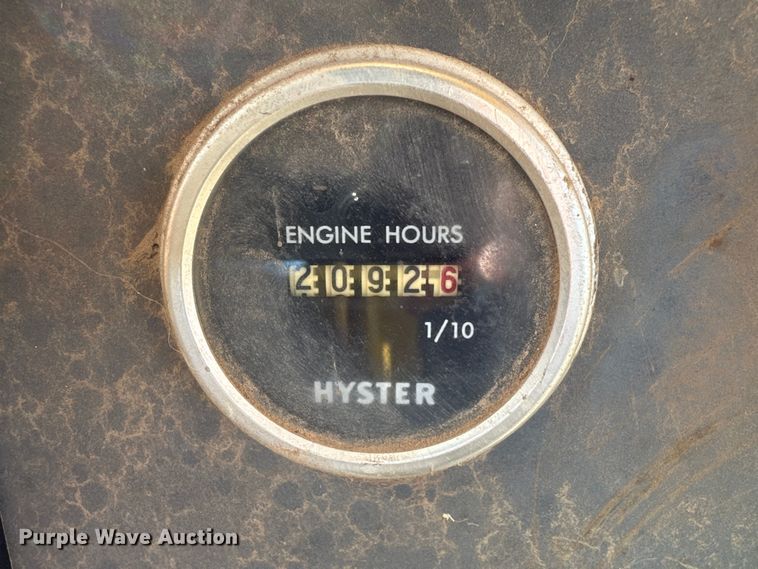 ENGINE HOURS
20926
1/10
HYSTER
Purple Wave Auction